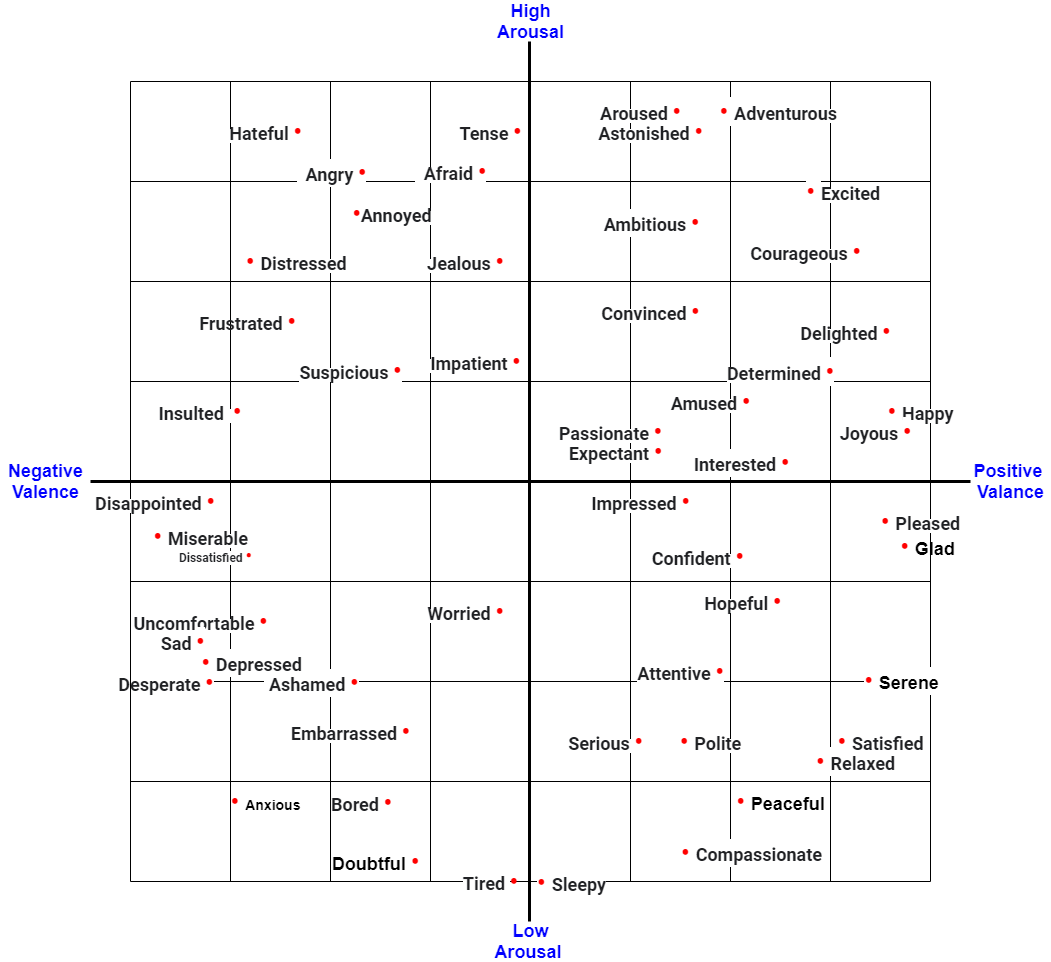 High
Arousal
Aroused
Adventurous
Hateful
Tense
Astonished
Angry
Afraid
Excited
Annoyed
Ambitious
Courageous
Distressed
Jealous
Convinced
Frustrated
Delighted
Impatient
Suspicious
Determined
Amused
Insulted
Happy
Passionate
Joyous
Expectant
Interested
Negative
Valence
Positive
Valance
Disappointed
Impressed
Pleased
Miserable
Glad
Dissatisfied
Confident
Hopeful
Worried
Uncomfortable
Sad
Depressed
Attentive
Desperate
Ashamed
Serene
Embarrassed
Serious
Polite
Satisfied
Relaxed
Anxious
Bored
Peaceful
Compassionate
Doubtful
Tired
Sleepy
Low
Arousal